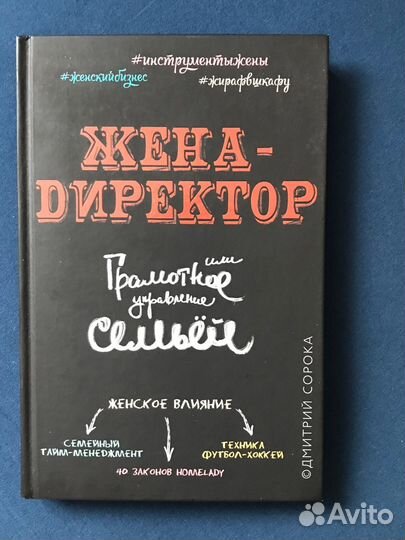 #инструментыжены
#женскийбизнес
#жирафвшкафу
ЖЕНА-
DИРЕКТОР
или
Грамотное
управление
семьёй
ЖЕНСКОЕ ВЛИЯНИЕ
СЕМЕЙНЫЙ
ТАЙМ-МЕНЕДЖМЕНТ
ТЕХНИКА
ФУТБОЛ-ХОККЕЙ
40 ЗАКОНОВ HOMELADY
©ДМИТРИЙ СОРОКА
Avito